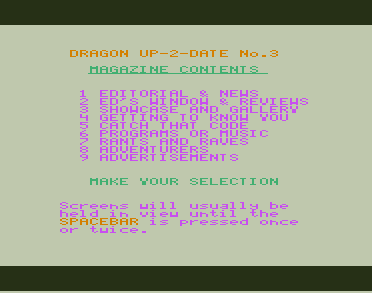 DRAGON UP-2-DATE No.3
MAGAZINE CONTENTS
1 EDITORIAL & NEWS
2 ED'S WINDOW & REVIEWS
3 SHOWCASE AND GALLERY
4 GETTING TO KNOW YOU
5 CATCH THAT CODE
6 PROGRAMS OR MUSIC
7 RANTS AND RAVES
8 ADVENTURERS
9 ADVERTISEMENTS
MAKE YOUR SELECTION
Screens will usually be
held in view until the
SPACEBAR is pressed once
or twice.